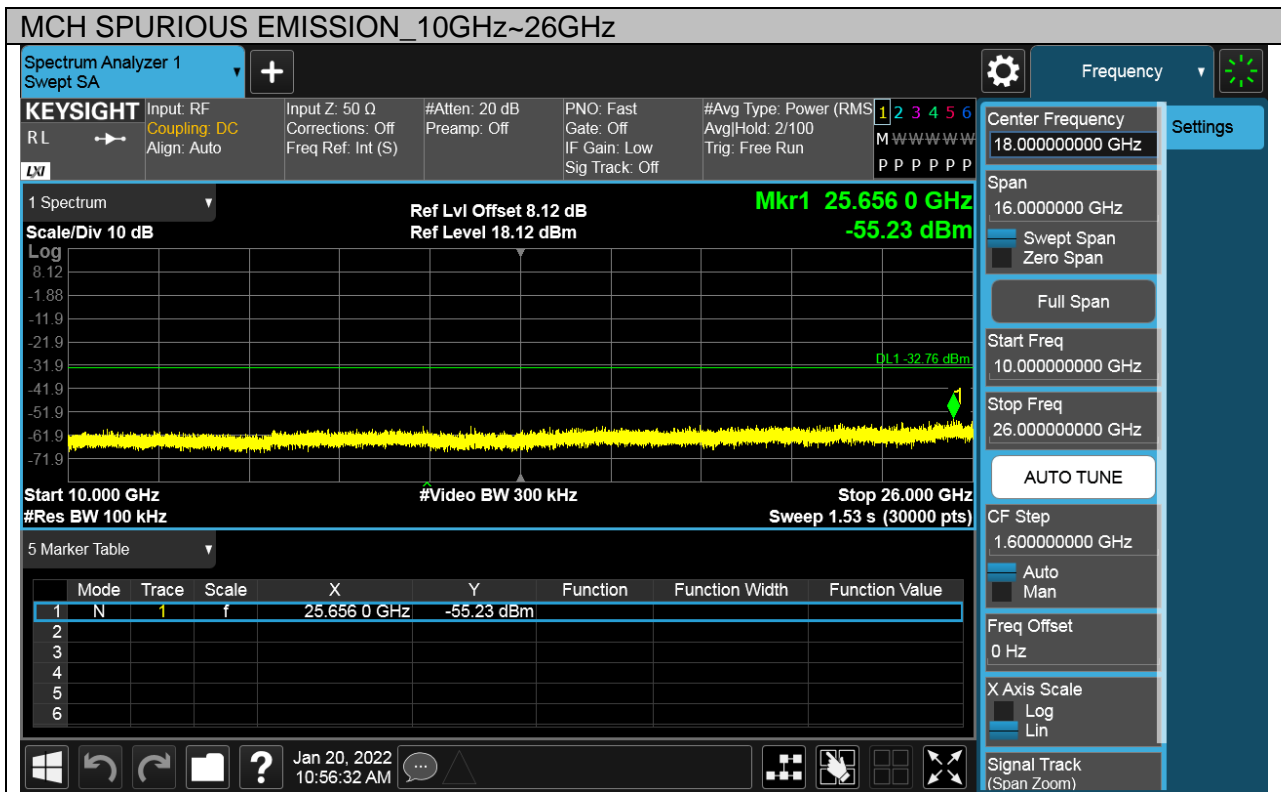 MCH SPURIOUS EMISSION_10GHz~26GHz
Spectrum Analyzer 1
Swept SA
Frequency
KEYSIGHT
RL
LXI
Input: RF
Coupling: DC
Align: Auto
Input Z: 50 Ω
Corrections: Off
Freq Ref: Int (S)
#Atten: 20 dB
Preamp: Off
PNO: Fast
Gate: Off
IF Gain: Low
Sig Track: Off
#Avg Type: Power (RMS
Avg|Hold: 2/100
Trig: Free Run
1 2 3 4 5 6
M W W W W W
P P P P P P
1 Spectrum
Scale/Div 10 dB
Ref Lvl Offset 8.12 dB
Ref Level 18.12 dBm
Mkr1 25.656 0 GHz
-55.23 dBm
Log
8.12
-1.88
-11.9
-21.9
-31.9
-41.9
-51.9
-61.9
-71.9
DL1 -32.76 dBm
1
Start 10.000 GHz
#Res BW 100 kHz
#Video BW 300 kHz
Stop 26.000 GHz
Sweep 1.53 s (30000 pts)
5 Marker Table
Mode Trace Scale X Y Function Function Width Function Value
1 N 1 f 25.656 0 GHz -55.23 dBm
2
3
4
5
6
Jan 20, 2022
10:56:32 AM
Center Frequency
18.000000000 GHz
Settings
Span
16.0000000 GHz
Swept Span
Zero Span
Full Span
Start Freq
10.000000000 GHz
Stop Freq
26.000000000 GHz
AUTO TUNE
CF Step
1.600000000 GHz
Auto
Man
Freq Offset
0 Hz
X Axis Scale
Log
Lin
Signal Track
(Span Zoom)